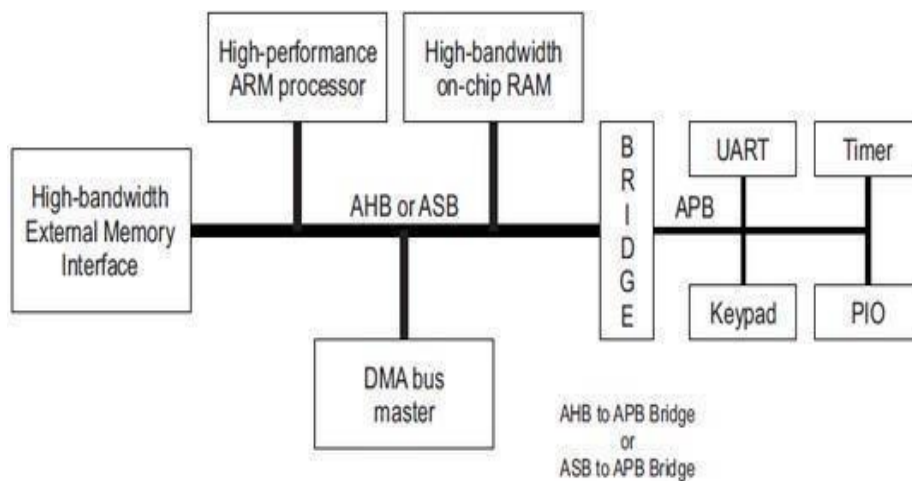 High-performance
ARM processor
High-bandwidth
on-chip RAM
High-bandwidth
External Memory
Interface
AHB or ASB
B
R
I
D
G
E
APB
UART
Timer
Keypad
PIO
DMA bus
master
AHB to APB Bridge
or
ASB to APB Bridge